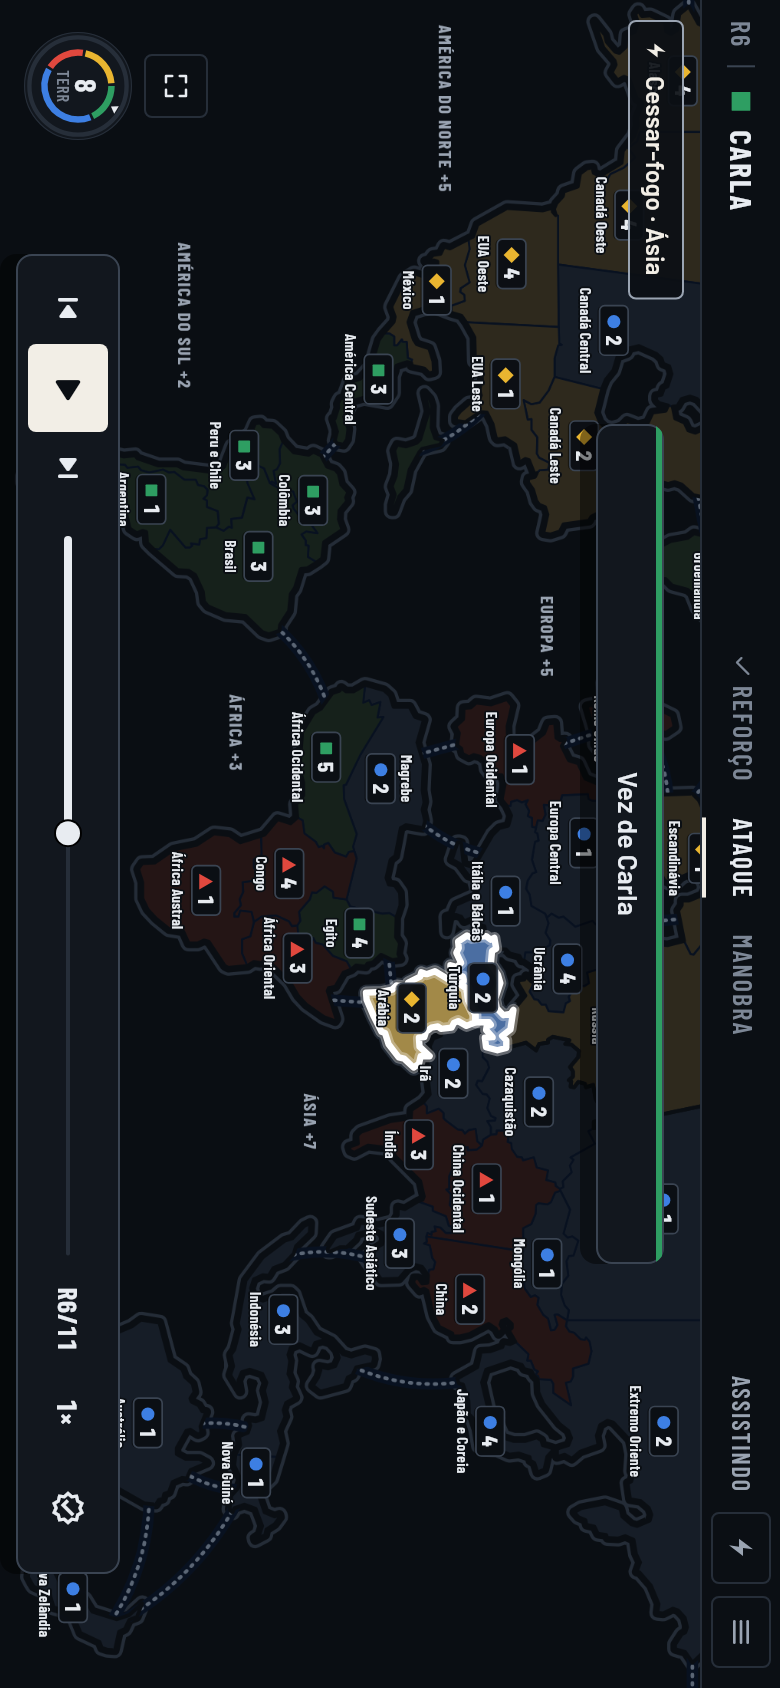 R6
CARLA
✓ REFORÇO
ATAQUE
MANOBRA
ASSISTINDO
Cessar-fogo · Ásia
Vez de Carla
AMÉRICA DO NORTE +5
4
Canadá Oeste
2
Canadá Central
4
EUA Oeste
1
EUA Leste
2
Canadá Leste
1
México
3
América Central
Groenlândia
AMÉRICA DO SUL +2
3
Colômbia
3
Peru e Chile
3
Brasil
1
Argentina
EUROPA +5
Escandinávia
1
Europa Ocidental
1
Europa Central
1
Itália e Bálcãs
4
Ucrânia
Rússia
ÁFRICA +3
2
Magrebe
5
África Ocidental
4
Egito
4
Congo
3
África Oriental
1
África Austral
ÁSIA +7
2
Turquia
2
Arábia
2
Irã
2
Cazaquistão
3
Índia
1
China Ocidental
2
China
1
Mongólia
1
3
Sudeste Asiático
4
Japão e Coreia
2
Extremo Oriente
3
Indonésia
1
Nova Guiné
1
1
va Zelândia
8
TERR
R6/11
1×